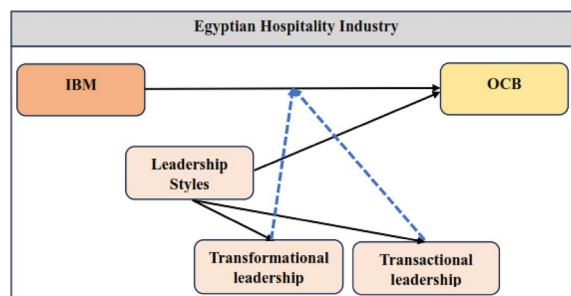 Egyptian Hospitality Industry
IBM
OCB
Leadership
Styles
Transformational
leadership
Transactional
leadership